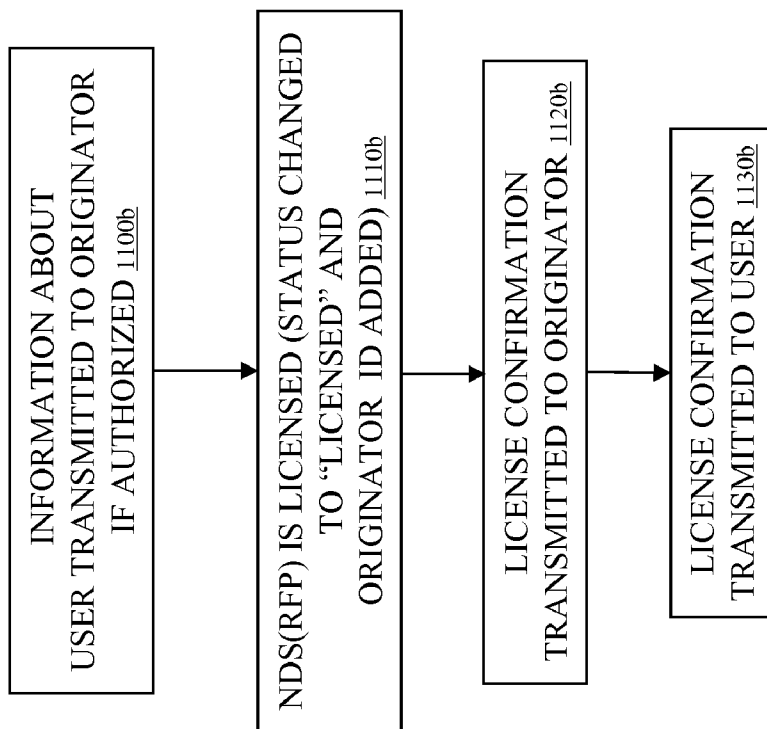 INFORMATION ABOUT
USER TRANSMITTED TO ORIGINATOR
IF AUTHORIZED 1100b
NDS(RFP) IS LICENSED (STATUS CHANGED
TO “LICENSED” AND
ORIGINATOR ID ADDED) 1110b
LICENSE CONFIRMATION
TRANSMITTED TO ORIGINATOR 1120b
LICENSE CONFIRMATION
TRANSMITTED TO USER 1130b